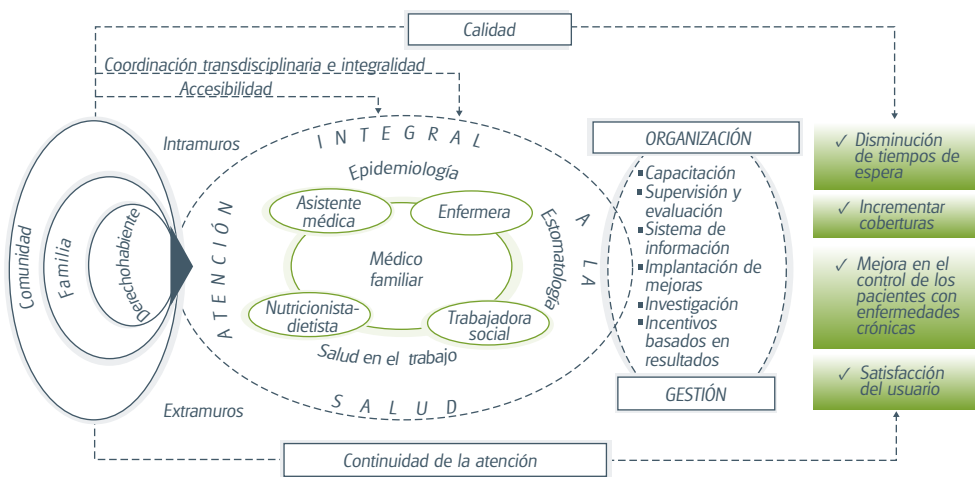 Calidad
Coordinación transdisciplinaria e integralidad
Accesibilidad
Intramuros
Extramuros
Comunidad
Familia
Derechohabiente
ATENCIÓN
INTEGRAL
A LA
SALUD
Epidemiología
Estomatología
Salud en el trabajo
Asistente
médica
Enfermera
Médico
familiar
Nutricionista-
dietista
Trabajadora
social
ORGANIZACIÓN
▪Capacitación
▪Supervisión y
evaluación
▪Sistema de
información
▪Implantación de
mejoras
▪Investigación
▪Incentivos
basados en
resultados
GESTIÓN
✓ Disminución
de tiempos de
espera
✓ Incrementar
coberturas
✓ Mejora en el
control de los
pacientes con
enfermedades
crónicas
✓ Satisfacción
del usuario
Continuidad de la atención